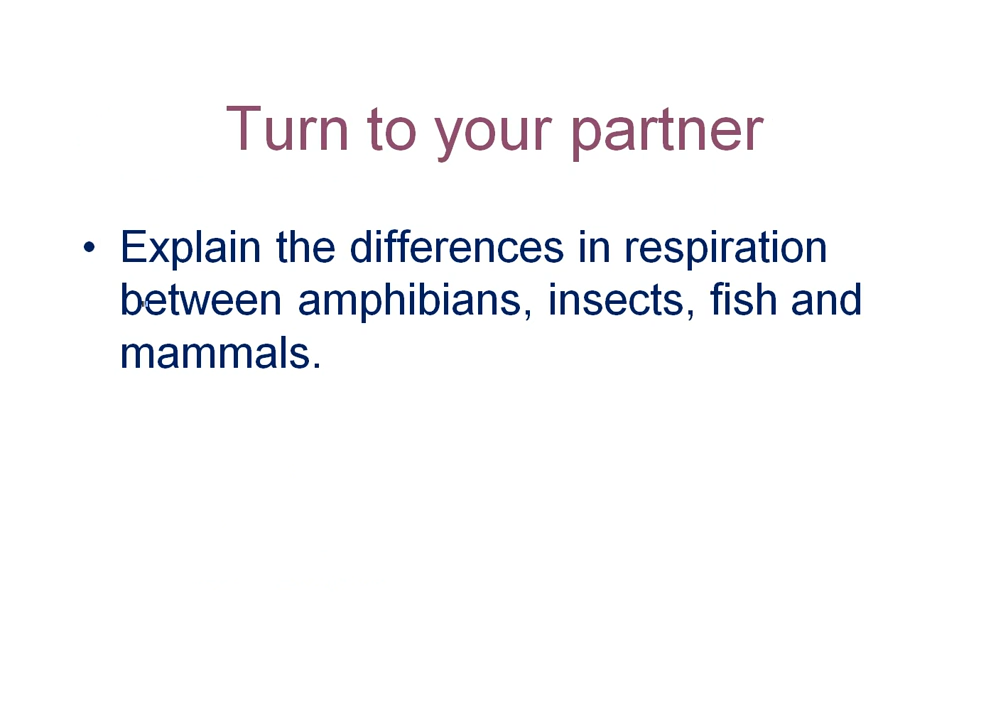 Turn to your partner
• Explain the differences in respiration
between amphibians, insects, fish and
mammals.